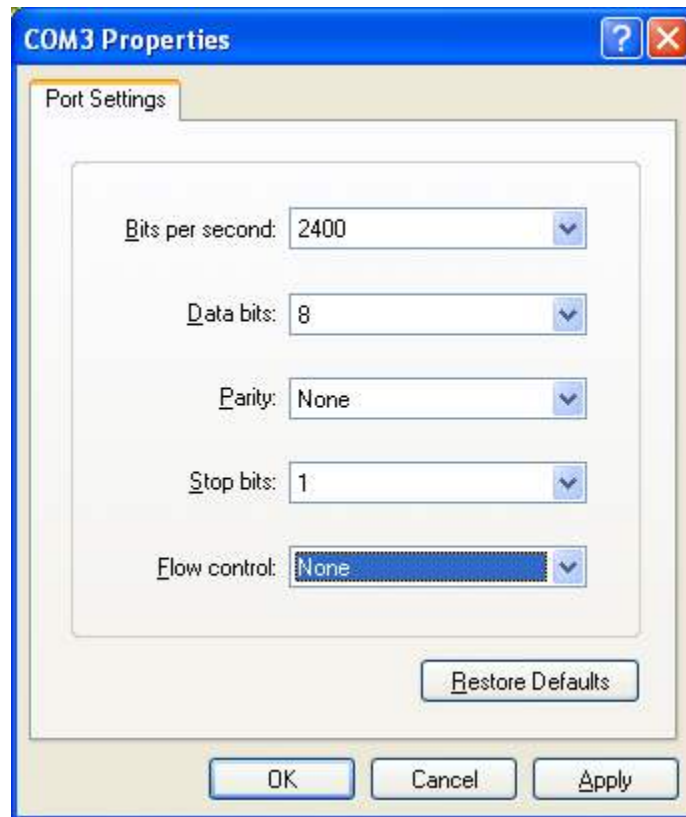 COM3 Properties
Port Settings
Bits per second: 2400
Data bits: 8
Parity: None
Stop bits: 1
Flow control: None
Restore Defaults
OK Cancel Apply